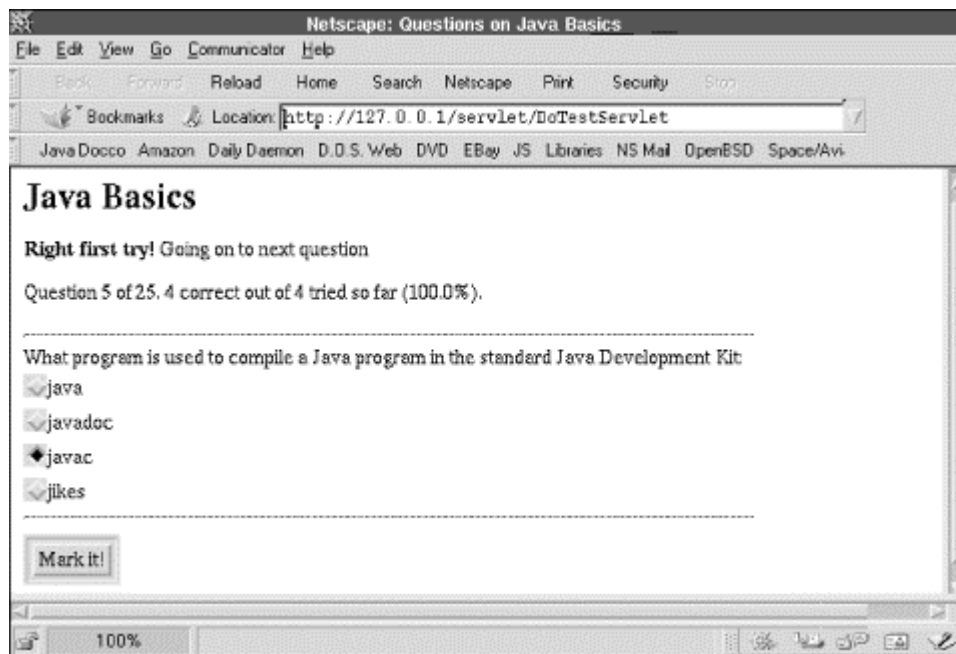 Netscape: Questions on Java Basics
File Edit View Go Communicator Help
Back Forward Reload Home Search Netscape Print Security Stop
Bookmarks Location: http://127.0.0.1/servlet/DoTestServlet
Java Docco Amazon Daily Daemon D.D.S. Web DVD EBay JS Libraries NS Mail OpenBSD Space/Avi
Java Basics
Right first try! Going on to next question
Question 5 of 25. 4 correct out of 4 tried so far (100.0%).
What program is used to compile a Java program in the standard Java Development Kit:
java
javadoc
javac
jikes
Mark it!
100%